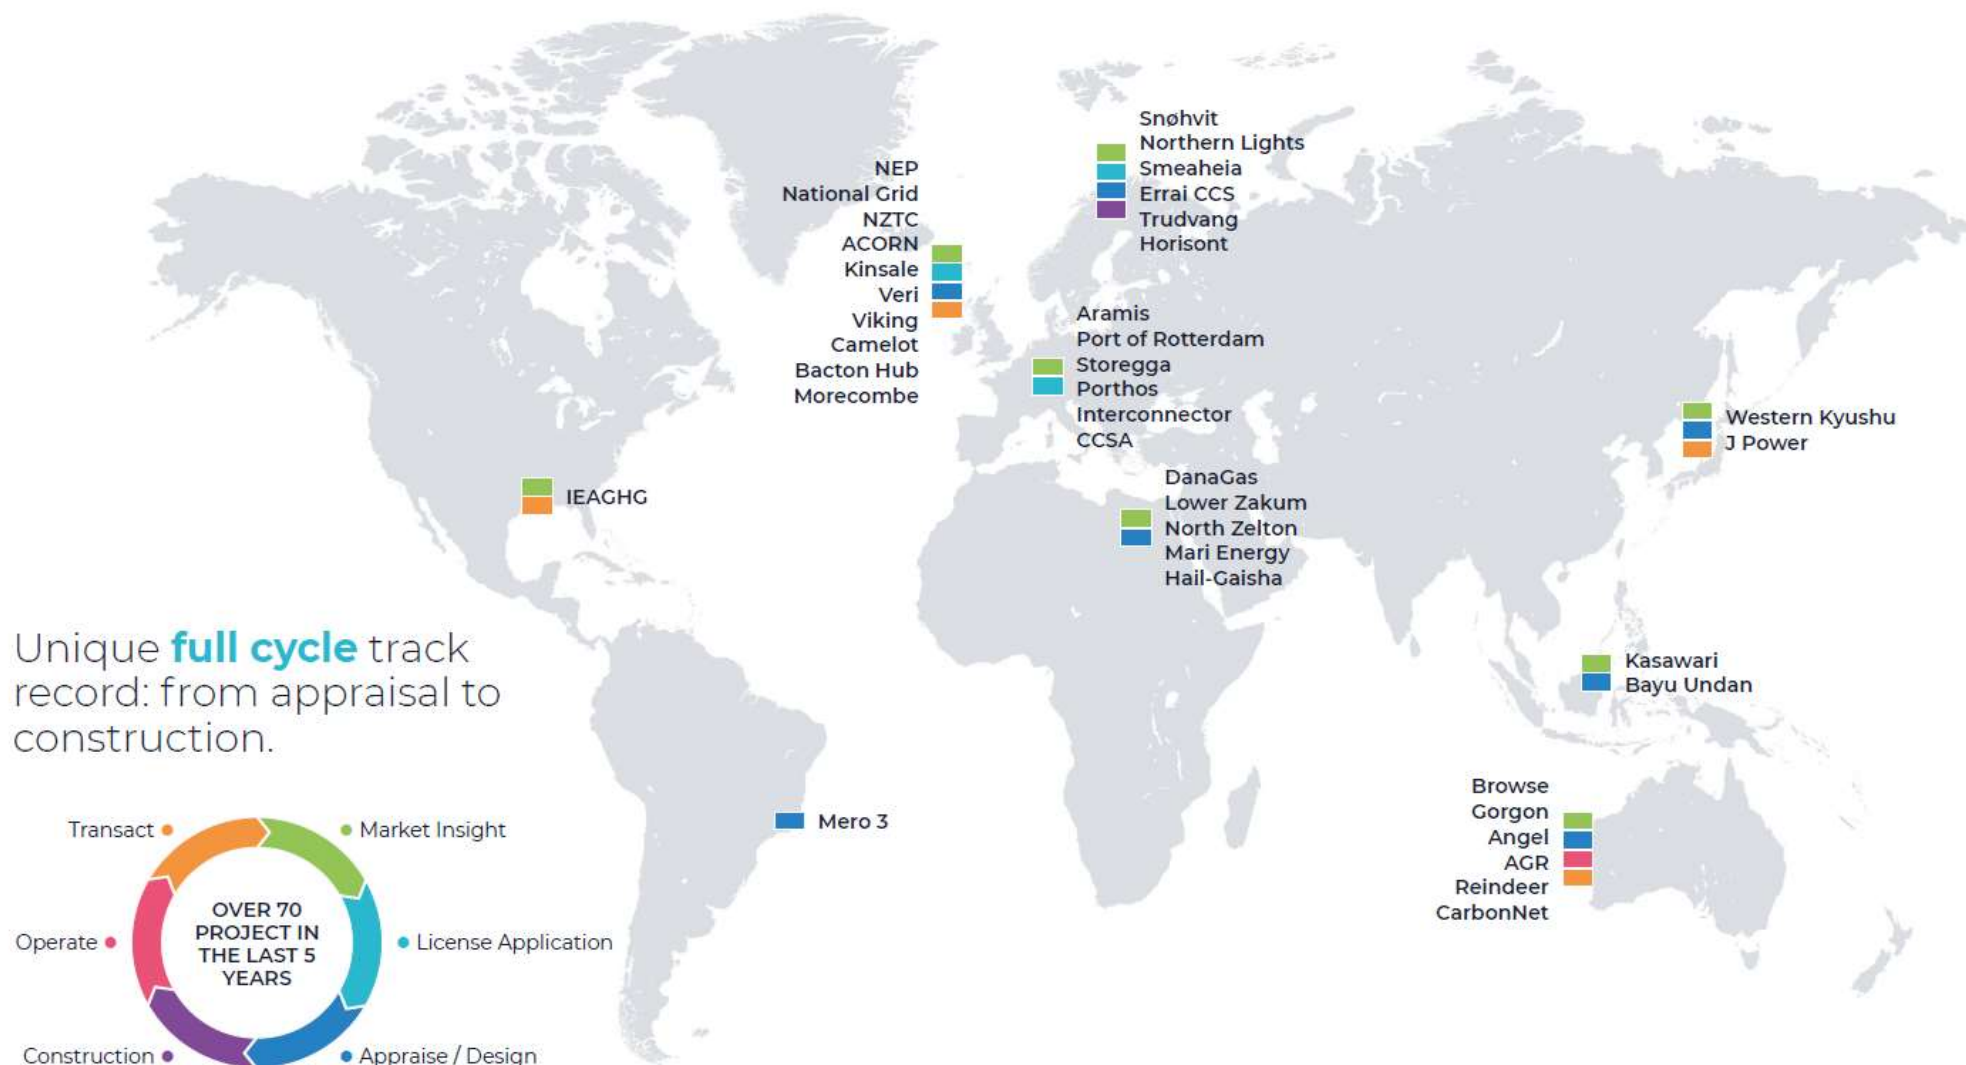 Snøhvit
Northern Lights
Smeaheia
Errai CCS
Trudvang
Horisont
NEP
National Grid
NZTC
ACORN
Kinsale
Veri
Viking
Camelot
Bacton Hub
Morecombe
Aramis
Port of Rotterdam
Storegga
Porthos
Interconnector
CCSA
Western Kyushu
J Power
IEAGHG
DanaGas
Lower Zakum
North Zelton
Mari Energy
Hail-Gaisha
Unique full cycle track
record: from appraisal to
construction.
Kasawari
Bayu Undan
Mero 3
Browse
Gorgon
Angel
AGR
Reindeer
CarbonNet
Transact
Market Insight
Operate
OVER 70
PROJECT IN
THE LAST 5
YEARS
License Application
Construction
Appraise / Design